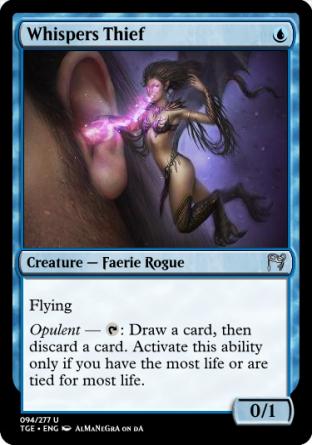 Whispers Thief
Creature — Faerie Rogue
Flying
Opulent — : Draw a card, then
discard a card. Activate this ability
only if you have the most life or are
tied for most life.
094/277 U
TGE • ENG AlMaNeGrA on dA
0/1